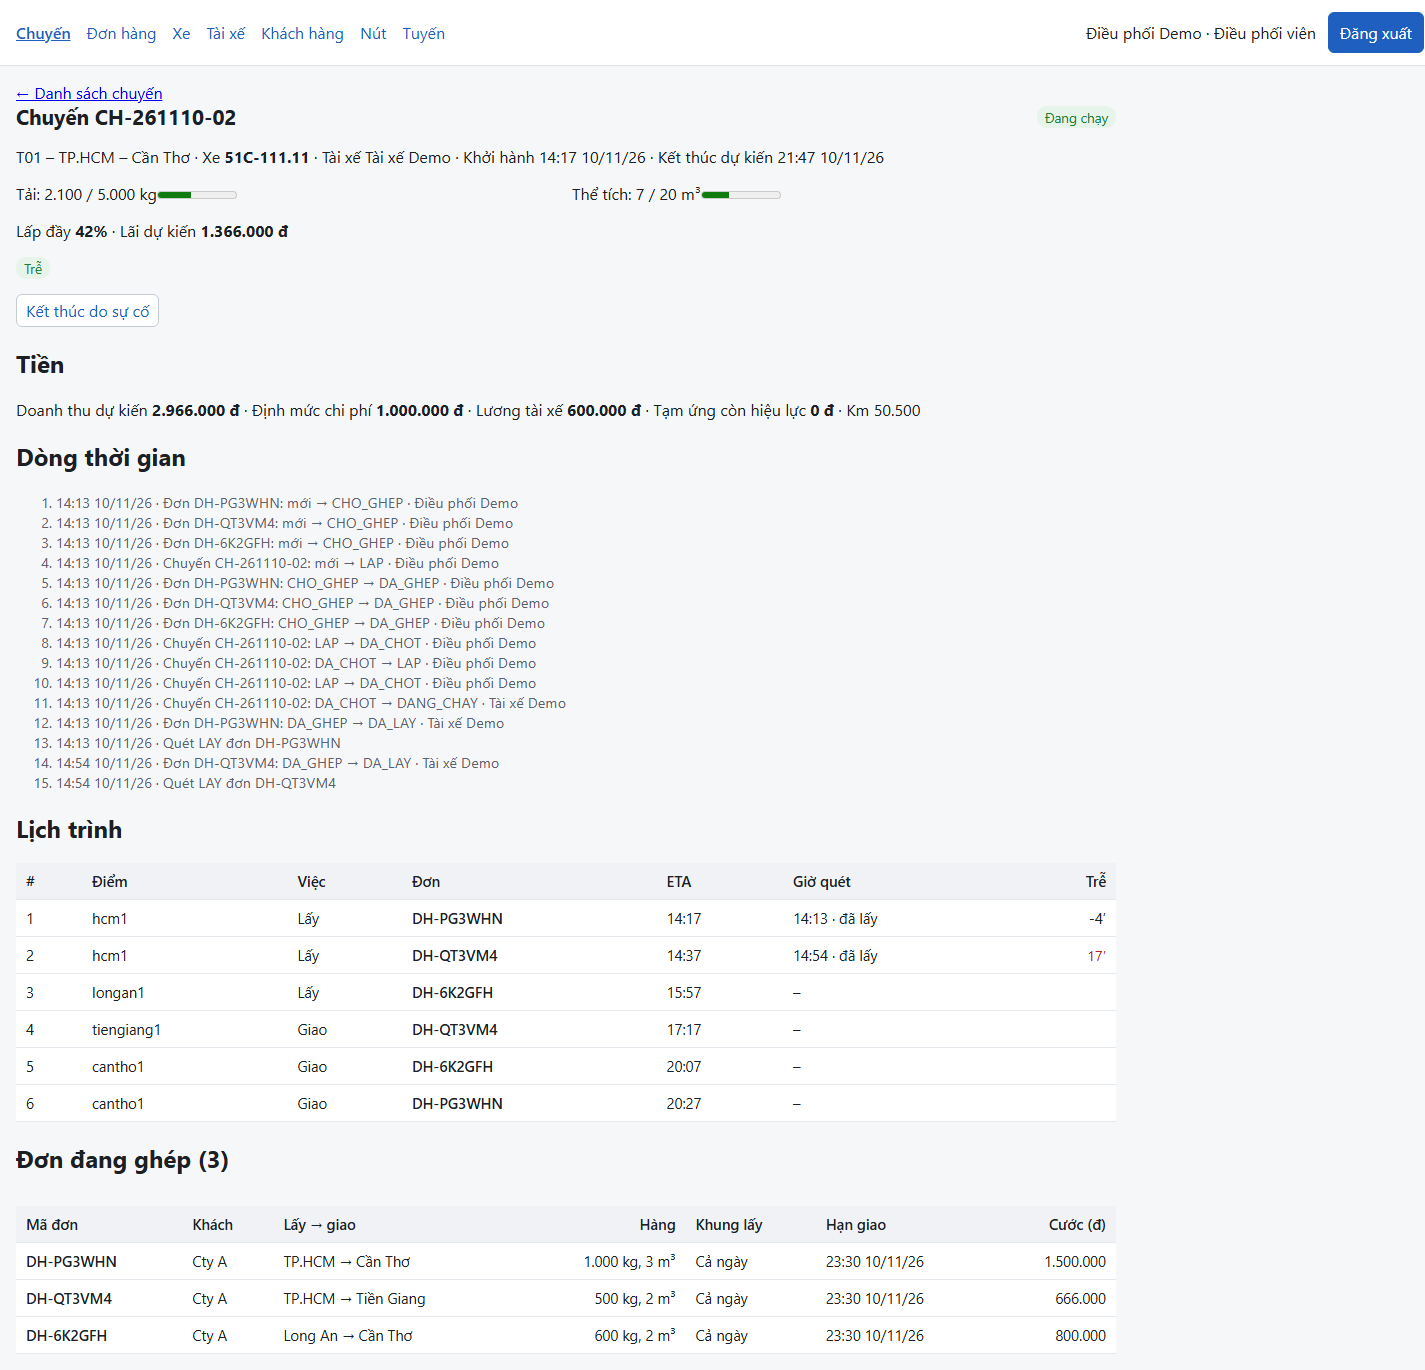 Chuyến Đơn hàng Xe Tài xế Khách hàng Nút Tuyến Điều phối Demo · Điều phối viên Đăng xuất
← Danh sách chuyến
Chuyến CH-261110-02 Đang chạy
T01 – TP.HCM – Cần Thơ · Xe 51C-111.11 · Tài xế Tài xế Demo · Khởi hành 14:17 10/11/26 · Kết thúc dự kiến 21:47 10/11/26
Tải: 2.100 / 5.000 kg Thể tích: 7 / 20 m³
Lấp đầy 42% · Lãi dự kiến 1.366.000 đ
Trễ
Kết thúc do sự cố
Tiền
Doanh thu dự kiến 2.966.000 đ · Định mức chi phí 1.000.000 đ · Lương tài xế 600.000 đ · Tạm ứng còn hiệu lực 0 đ · Km 50.500
Dòng thời gian
1. 14:13 10/11/26 · Đơn DH-PG3WHN: mới → CHO_GHEP · Điều phối Demo
2. 14:13 10/11/26 · Đơn DH-QT3VM4: mới → CHO_GHEP · Điều phối Demo
3. 14:13 10/11/26 · Đơn DH-6K2GFH: mới → CHO_GHEP · Điều phối Demo
4. 14:13 10/11/26 · Chuyến CH-261110-02: mới → LAP · Điều phối Demo
5. 14:13 10/11/26 · Đơn DH-PG3WHN: CHO_GHEP → DA_GHEP · Điều phối Demo
6. 14:13 10/11/26 · Đơn DH-QT3VM4: CHO_GHEP → DA_GHEP · Điều phối Demo
7. 14:13 10/11/26 · Đơn DH-6K2GFH: CHO_GHEP → DA_GHEP · Điều phối Demo
8. 14:13 10/11/26 · Chuyến CH-261110-02: LAP → DA_CHOT · Điều phối Demo
9. 14:13 10/11/26 · Chuyến CH-261110-02: DA_CHOT → LAP · Điều phối Demo
10. 14:13 10/11/26 · Chuyến CH-261110-02: LAP → DA_CHOT · Điều phối Demo
11. 14:13 10/11/26 · Chuyến CH-261110-02: DA_CHOT → DANG_CHAY · Tài xế Demo
12. 14:13 10/11/26 · Đơn DH-PG3WHN: DA_GHEP → DA_LAY · Tài xế Demo
13. 14:13 10/11/26 · Quét LAY đơn DH-PG3WHN
14. 14:54 10/11/26 · Đơn DH-QT3VM4: DA_GHEP → DA_LAY · Tài xế Demo
15. 14:54 10/11/26 · Quét LAY đơn DH-QT3VM4
Lịch trình
# Điểm Việc Đơn ETA Giờ quét Trễ
1 hcm1 Lấy DH-PG3WHN 14:17 14:13 · đã lấy -4′
2 hcm1 Lấy DH-QT3VM4 14:37 14:54 · đã lấy 17′
3 longan1 Lấy DH-6K2GFH 15:57 –
4 tiengiang1 Giao DH-QT3VM4 17:17 –
5 cantho1 Giao DH-6K2GFH 20:07 –
6 cantho1 Giao DH-PG3WHN 20:27 –
Đơn đang ghép (3)
Mã đơn Khách Lấy → giao Hàng Khung lấy Hạn giao Cước (đ)
DH-PG3WHN Cty A TP.HCM → Cần Thơ 1.000 kg, 3 m³ Cả ngày 23:30 10/11/26 1.500.000
DH-QT3VM4 Cty A TP.HCM → Tiền Giang 500 kg, 2 m³ Cả ngày 23:30 10/11/26 666.000
DH-6K2GFH Cty A Long An → Cần Thơ 600 kg, 2 m³ Cả ngày 23:30 10/11/26 800.000